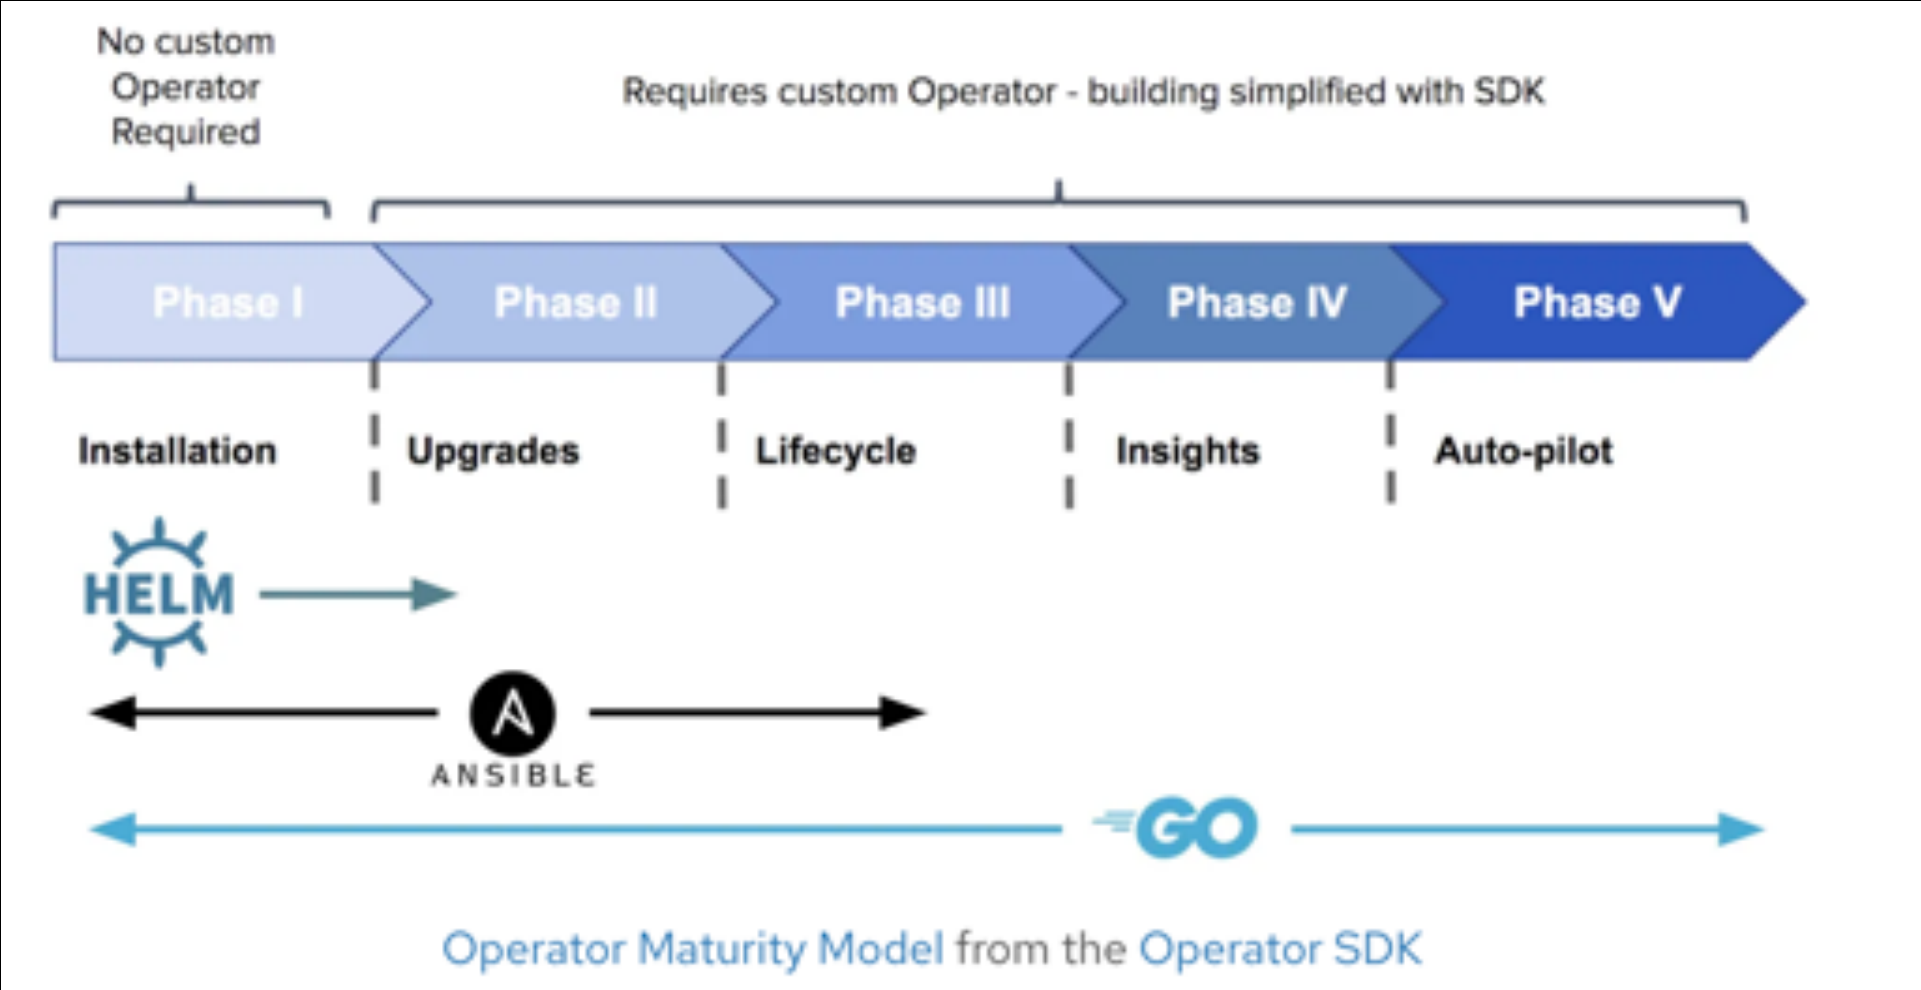 No custom
Operator
Required
Requires custom Operator - building simplified with SDK
Phase I
Phase II
Phase III
Phase IV
Phase V
Installation
Upgrades
Lifecycle
Insights
Auto-pilot
HELM
ANSIBLE
GO
Operator Maturity Model from the Operator SDK